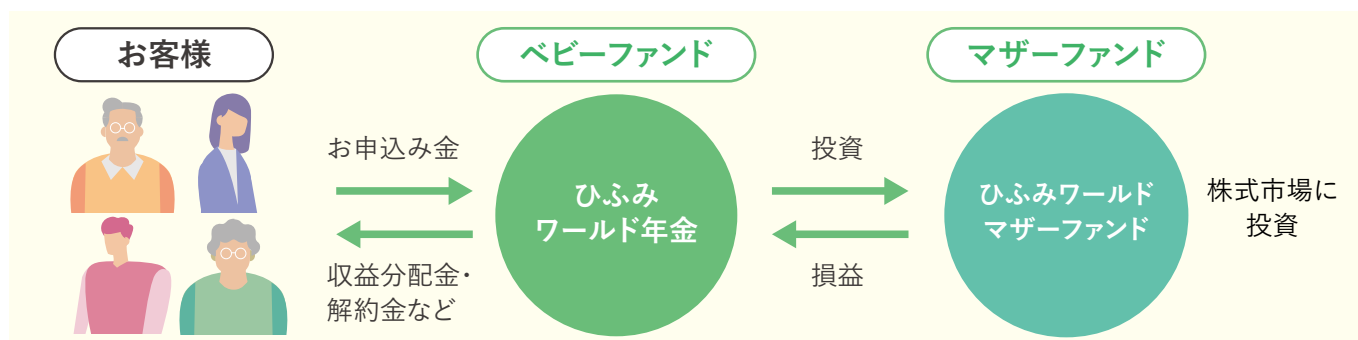 お客様
ベビーファンド
マザーファンド
お申込み金
収益分配金・
解約金など
ひふみ
ワールド年金
投資
損益
ひふみワールド
マザーファンド
株式市場に
投資